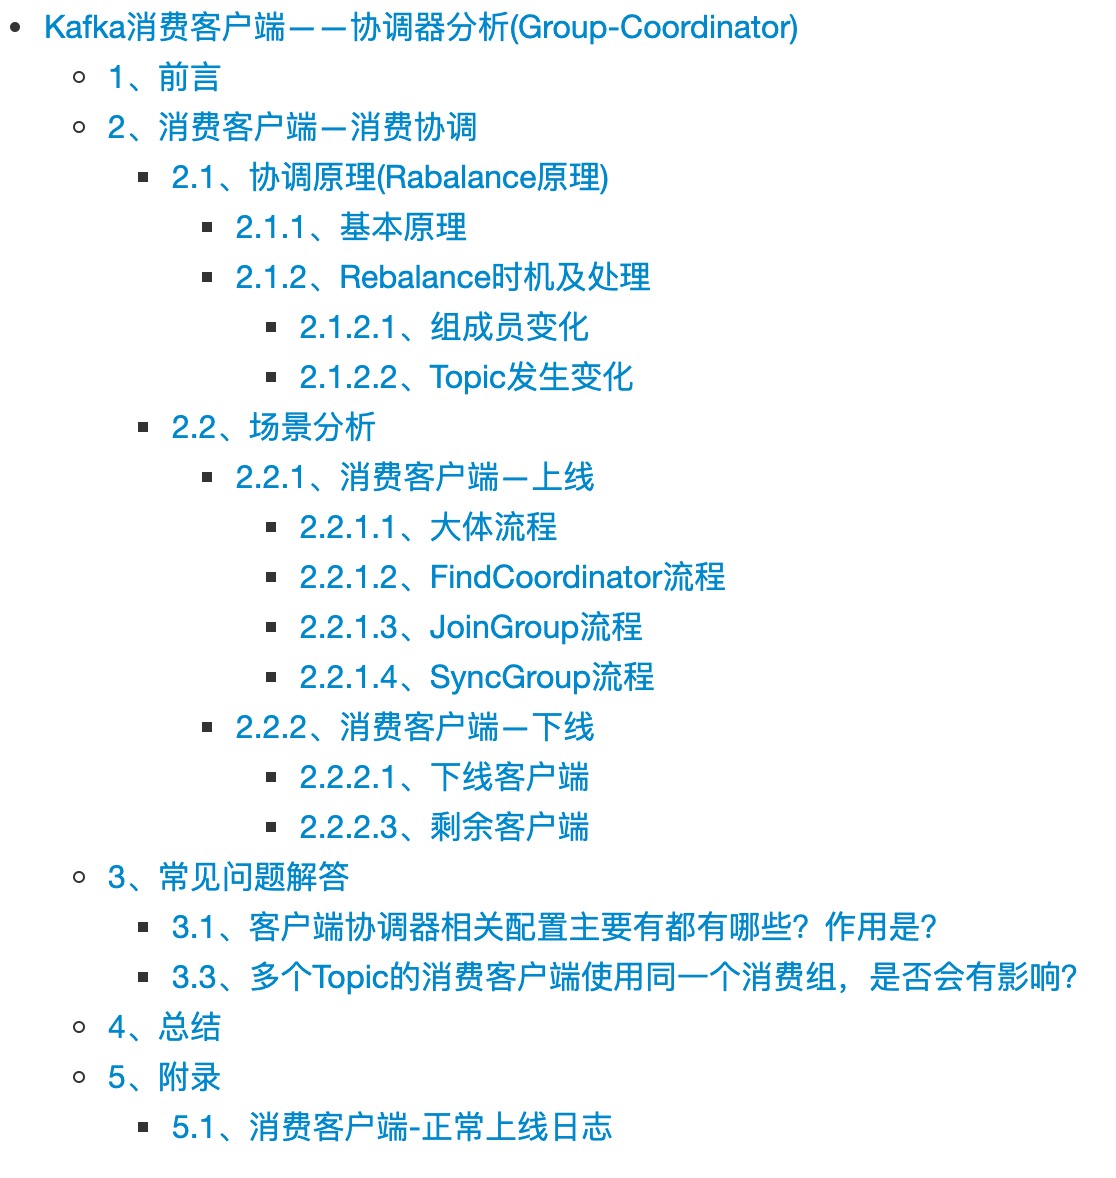 Kafka消费客户端——协调器分析(Group-Coordinator)
1、前言
2、消费客户端—消费协调
2.1、协调原理(Rabalance原理)
2.1.1、基本原理
2.1.2、Rebalance时机及处理
2.1.2.1、组成员变化
2.1.2.2、Topic发生变化
2.2、场景分析
2.2.1、消费客户端—上线
2.2.1.1、大体流程
2.2.1.2、FindCoordinator流程
2.2.1.3、JoinGroup流程
2.2.1.4、SyncGroup流程
2.2.2、消费客户端—下线
2.2.2.1、下线客户端
2.2.2.3、剩余客户端
3、常见问题解答
3.1、客户端协调器相关配置主要有都有哪些？作用是？
3.3、多个Topic的消费客户端使用同一个消费组，是否会有影响？
4、总结
5、附录
5.1、消费客户端-正常上线日志